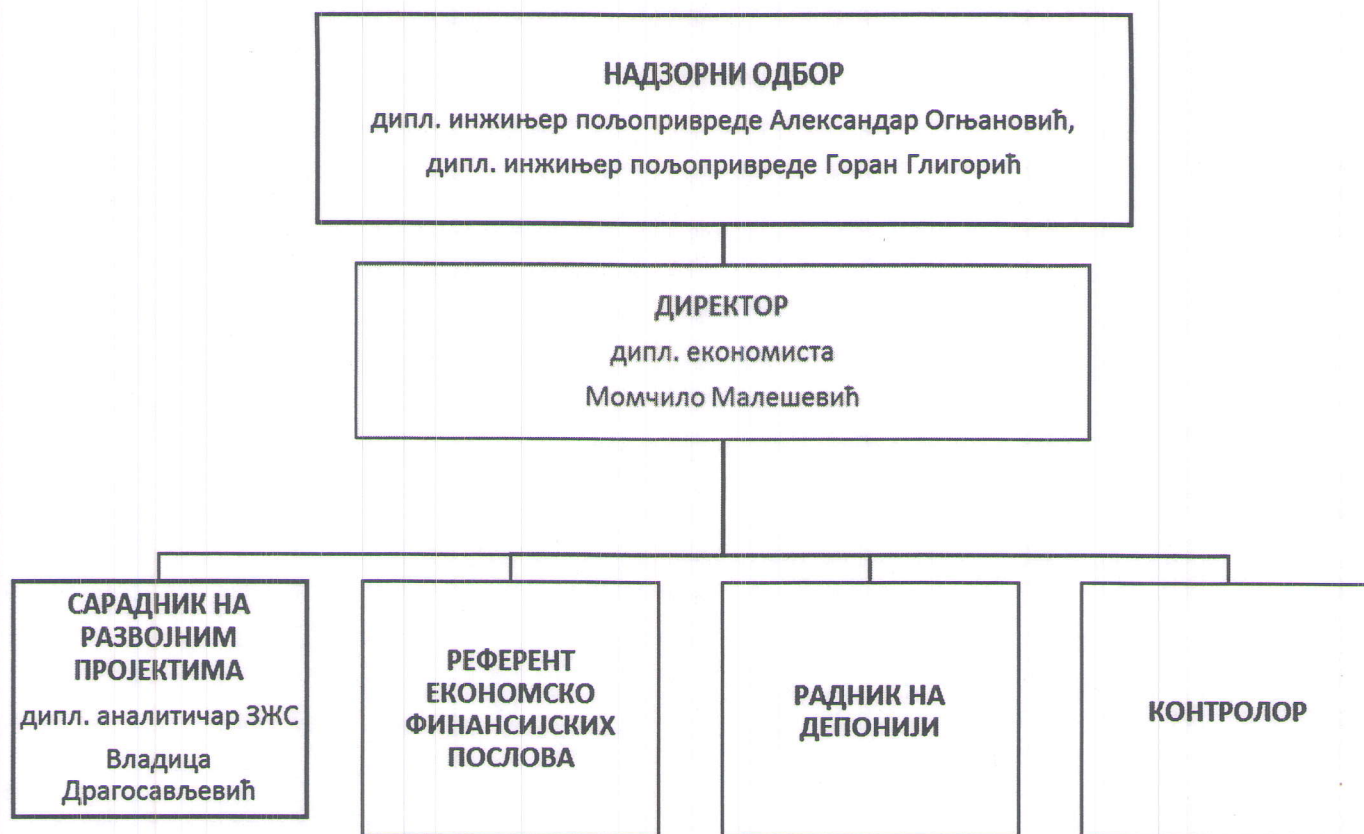 НАДЗОРНИ ОДБОР
дипл. инжињер пољопривреде Александар Огњановић,
дипл. инжињер пољопривреде Горан Глигорић
ДИРЕКТОР
дипл. економиста
Момчило Малешевић
САРАДНИК НА
РАЗВОЈНИМ
ПРОЈЕКТИМА
дипл. аналитичар ЗЖС
Владица
Драгосављевић
РЕФЕРЕНТ
ЕКОНОМСКО
ФИНАНСИЈСКИХ
ПОСЛОВА
РАДНИК НА
ДЕПОНИЈИ
КОНТРОЛОР